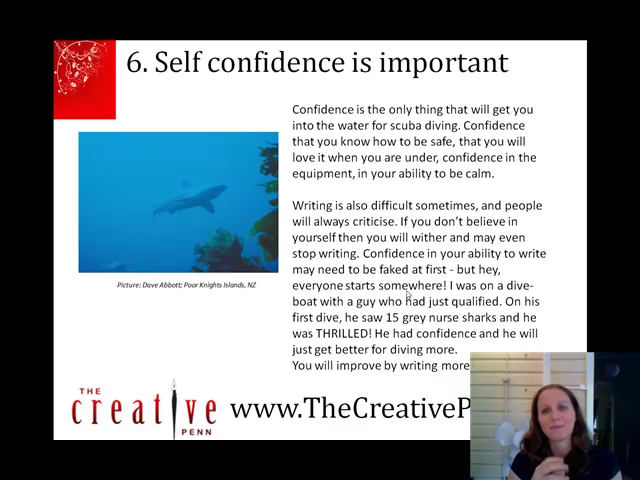 6. Self confidence is important
Confidence is the only thing that will get you
into the water for scuba diving. Confidence
that you know how to be safe, that you will
love it when you are under, confidence in the
equipment, in your ability to be calm.
Writing is also difficult sometimes, and people
will always criticise. If you don't believe in
yourself then you will wither and may even
stop writing. Confidence in your ability to write
may need to be faked at first - but hey,
everyone starts somewhere! I was on a dive-
boat with a guy who had just qualified. On his
first dive, he saw 15 grey nurse sharks and he
was THRILLED! He had confidence and he will
just get better for diving more.
You will improve by writing more
Picture: Dave Abbott; Poor Knights Islands, NZ
THE
creative
PENN
www.TheCreativeP